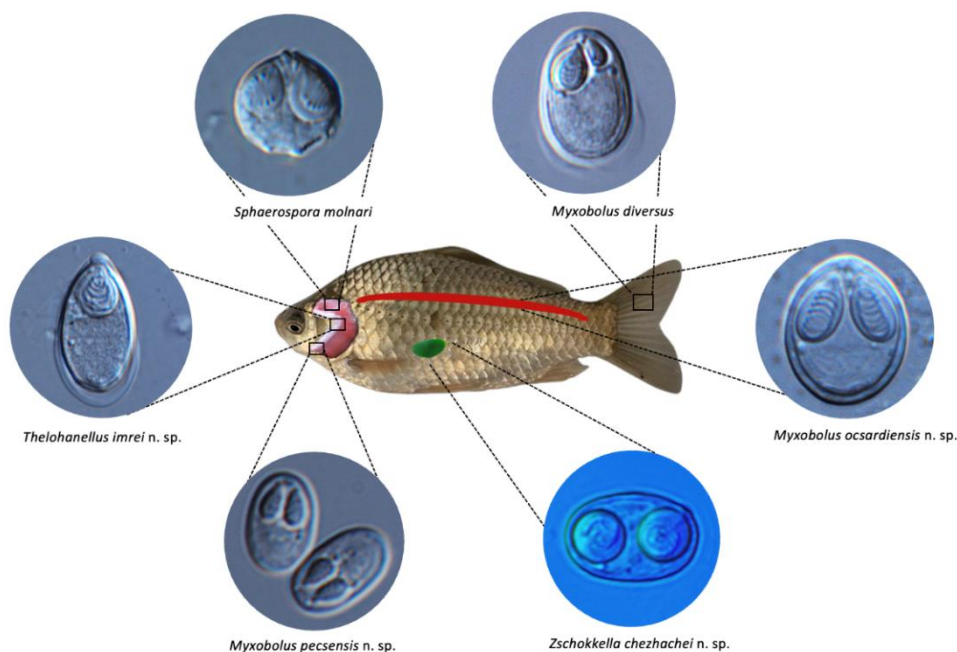 Sphaerospora molnari
Myxobolus diversus
Thelohanellus imrei n. sp.
Myxobolus ocsardiensis n. sp.
Myxobolus pecsensis n. sp.
Zschokkella chezhachei n. sp.